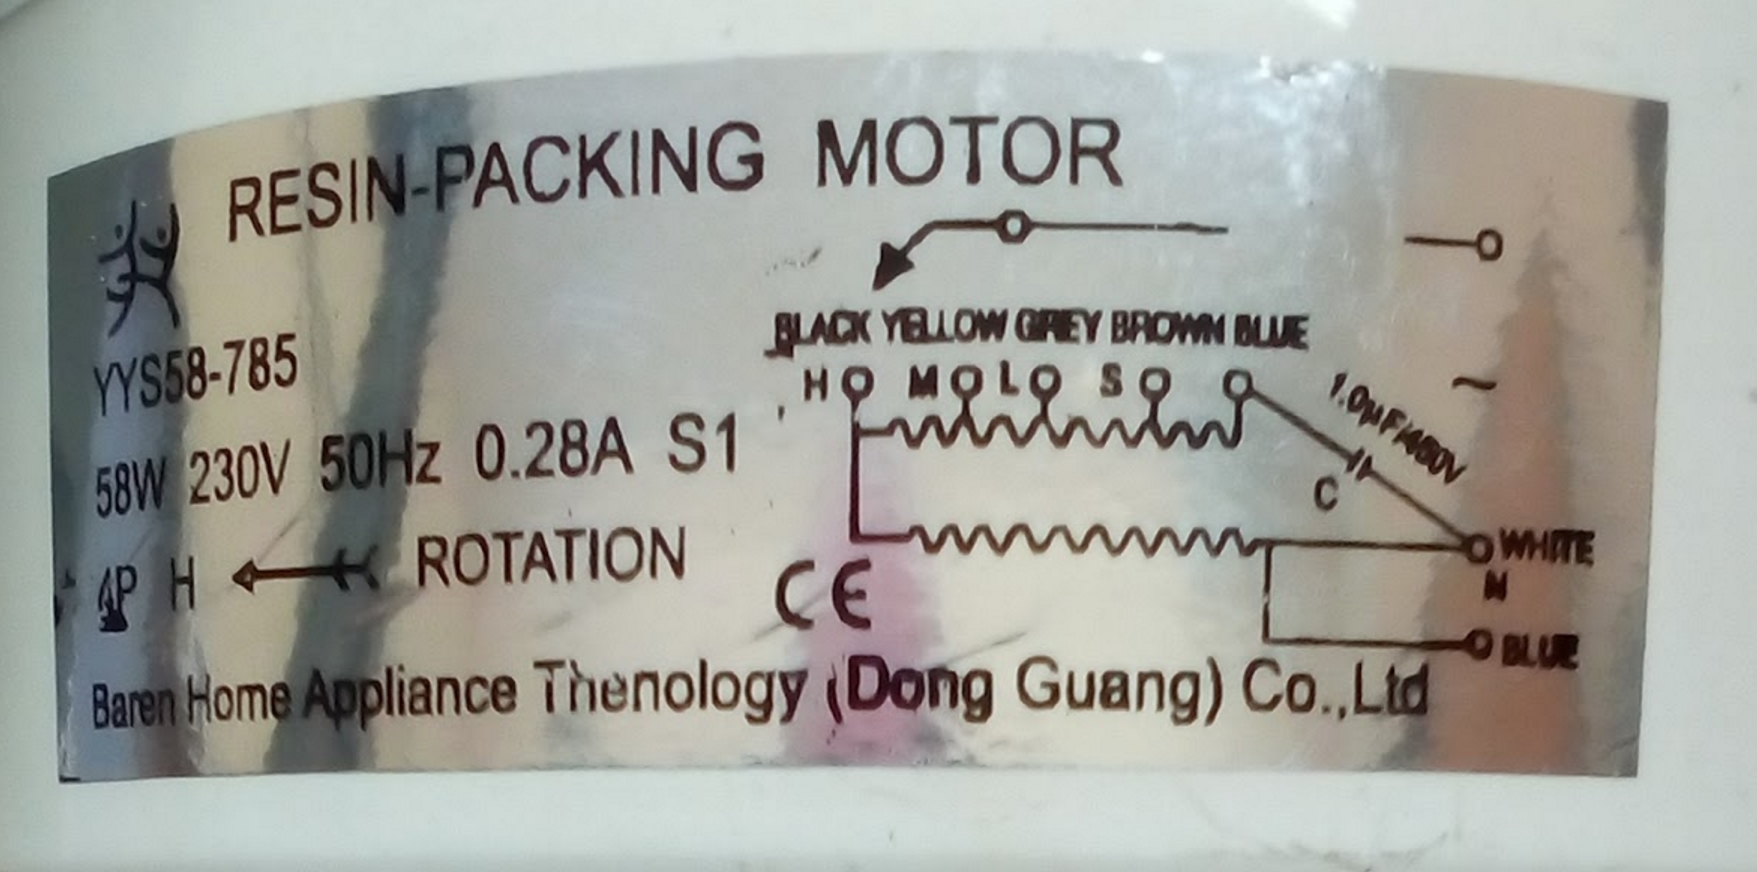 RESIN-PACKING MOTOR
YYS58-785
58W 230V 50Hz 0.28A S1
4P H ROTATION
BLACK YELLOW GREY BROWN BLUE
H M L S
~
1.0µF/450V
C
WHITE
N
BLUE
CE
Baren Home Appliance Thenology (Dong Guang) Co.,Ltd